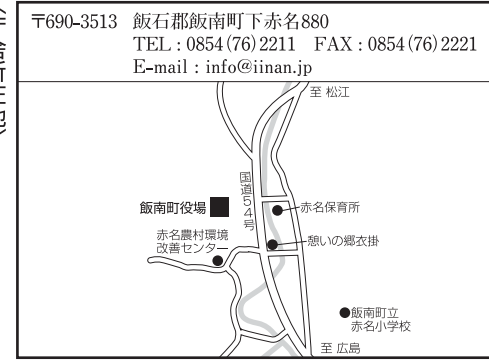 〒690-3513 飯石郡飯南町下赤名880
TEL：0854(76)2211 FAX：0854(76)2221
E-mail：info@iinan.jp
至 松江
国道54号
飯南町役場
赤名保育所
赤名農村環境
改善センター
憩いの郷衣掛
飯南町立
赤名小学校
至 広島